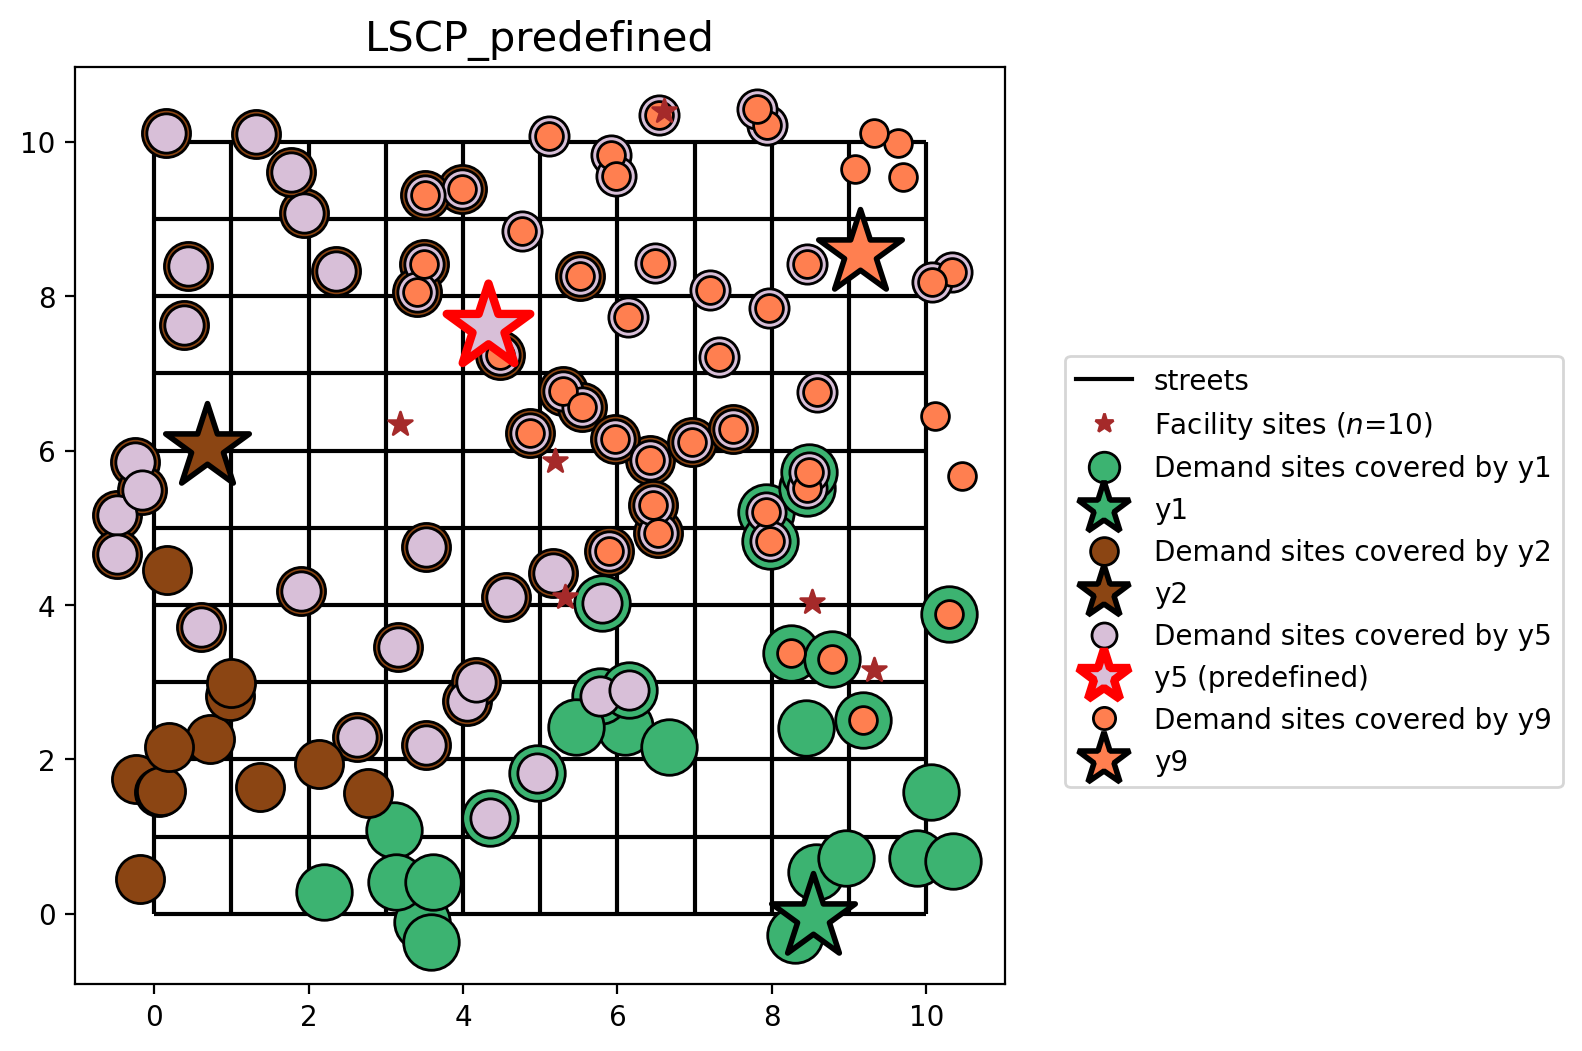 LSCP_predefined
10
8
6
4
2
0
0 2 4 6 8 10
streets
Facility sites (n=10)
Demand sites covered by y1
y1
Demand sites covered by y2
y2
Demand sites covered by y5
y5 (predefined)
Demand sites covered by y9
y9